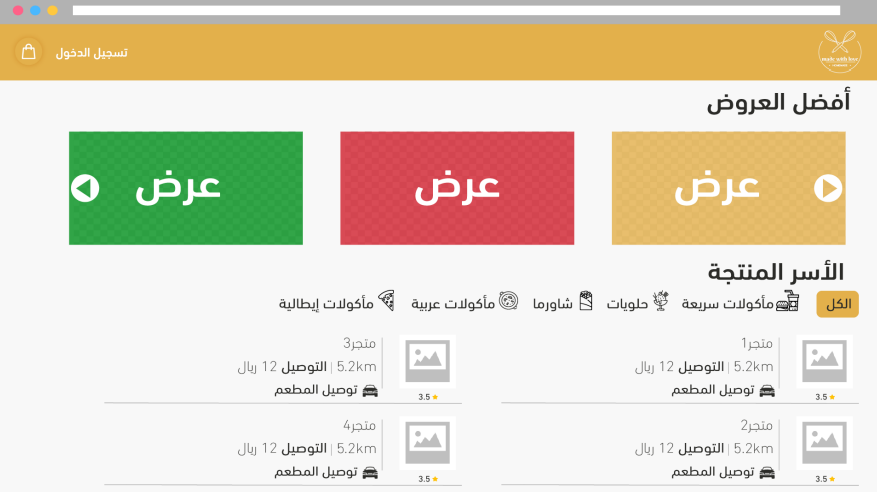 made with love
تسجيل الدخول
أفضل العروض
عرض
عرض
عرض
الأسر المنتجة
الكل
مأكولات سريعة
حلويات
شاورما
مأكولات عربية
مأكولات إيطالية
متجر1
5.2km | التوصيل 12 ريال
توصيل المطعم
3.5
متجر3
5.2km | التوصيل 12 ريال
توصيل المطعم
3.5
متجر2
5.2km | التوصيل 12 ريال
توصيل المطعم
3.5
متجر4
5.2km | التوصيل 12 ريال
توصيل المطعم
3.5